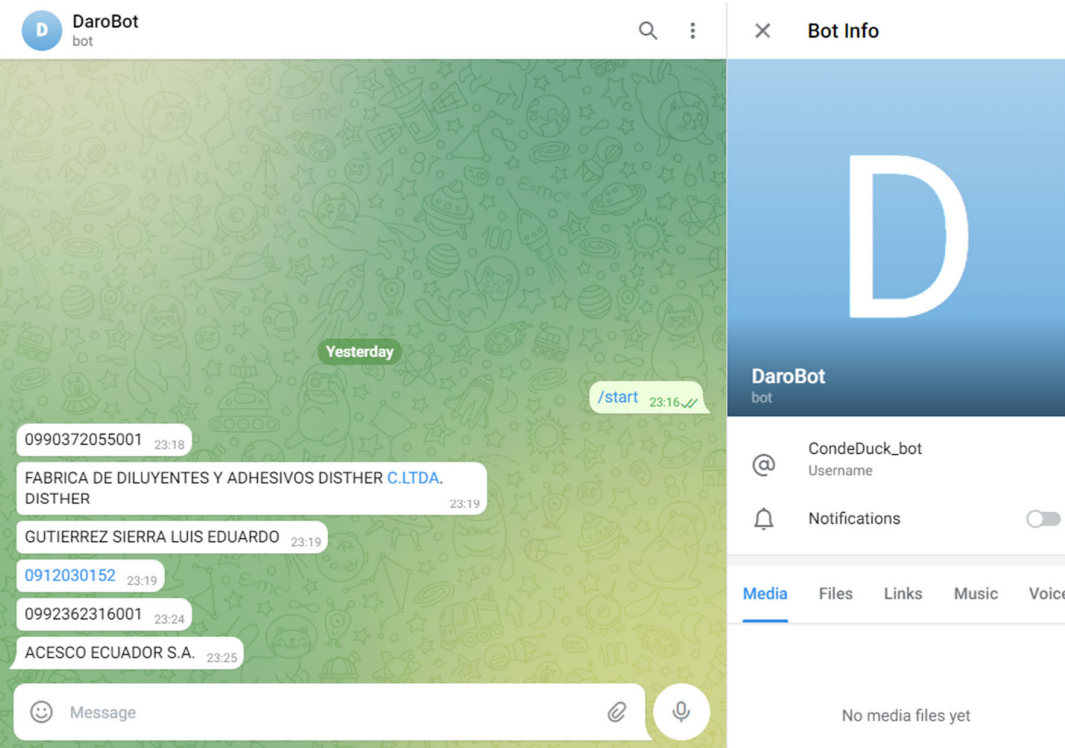 D
DaroBot
bot
Yesterday
/start 23:16
0990372055001 23:18
FABRICA DE DILUYENTES Y ADHESIVOS DISTHER C.LTDA.
DISTHER 23:19
GUTIERREZ SIERRA LUIS EDUARDO 23:19
0912030152 23:19
0992362316001 23:24
ACESCO ECUADOR S.A. 23:25
Message
Bot Info
D
DaroBot
bot
@ CondeDuck_bot
Username
Notifications
Media Files Links Music Voice
No media files yet